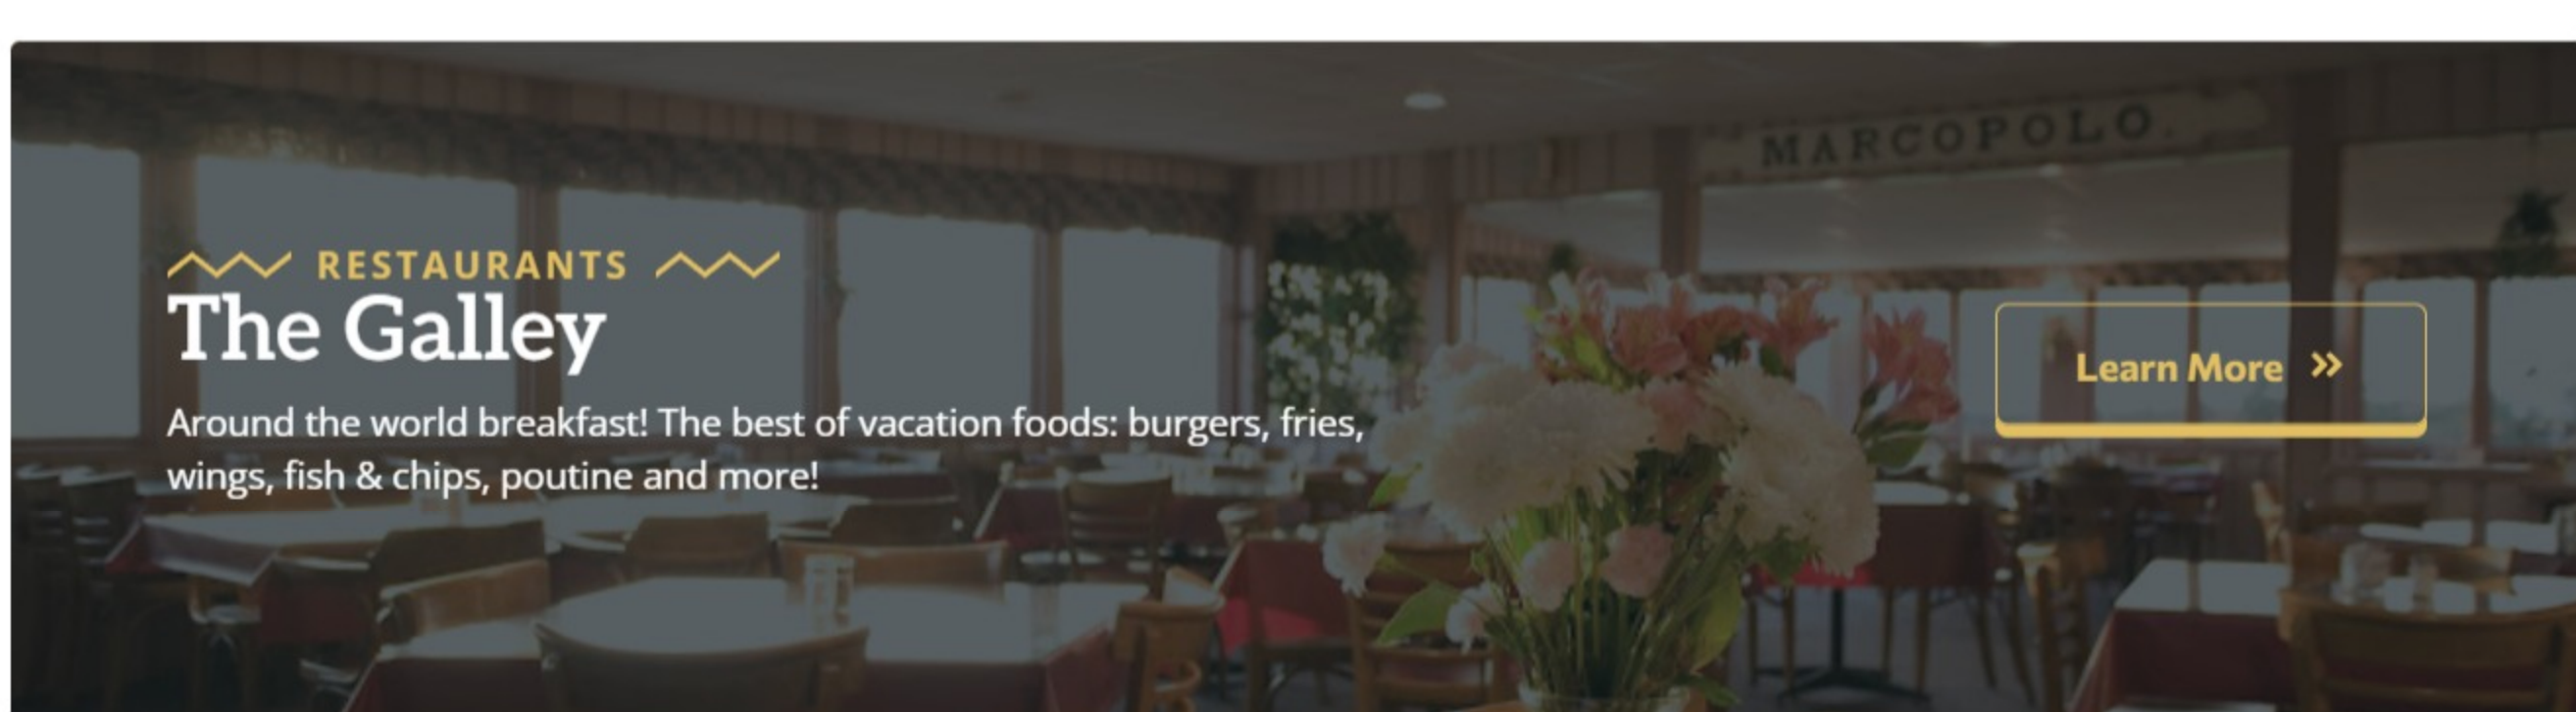 MARCOPOLO.
RESTAURANTS
The Galley
Around the world breakfast! The best of vacation foods: burgers, fries,
wings, fish & chips, poutine and more!
Learn More »